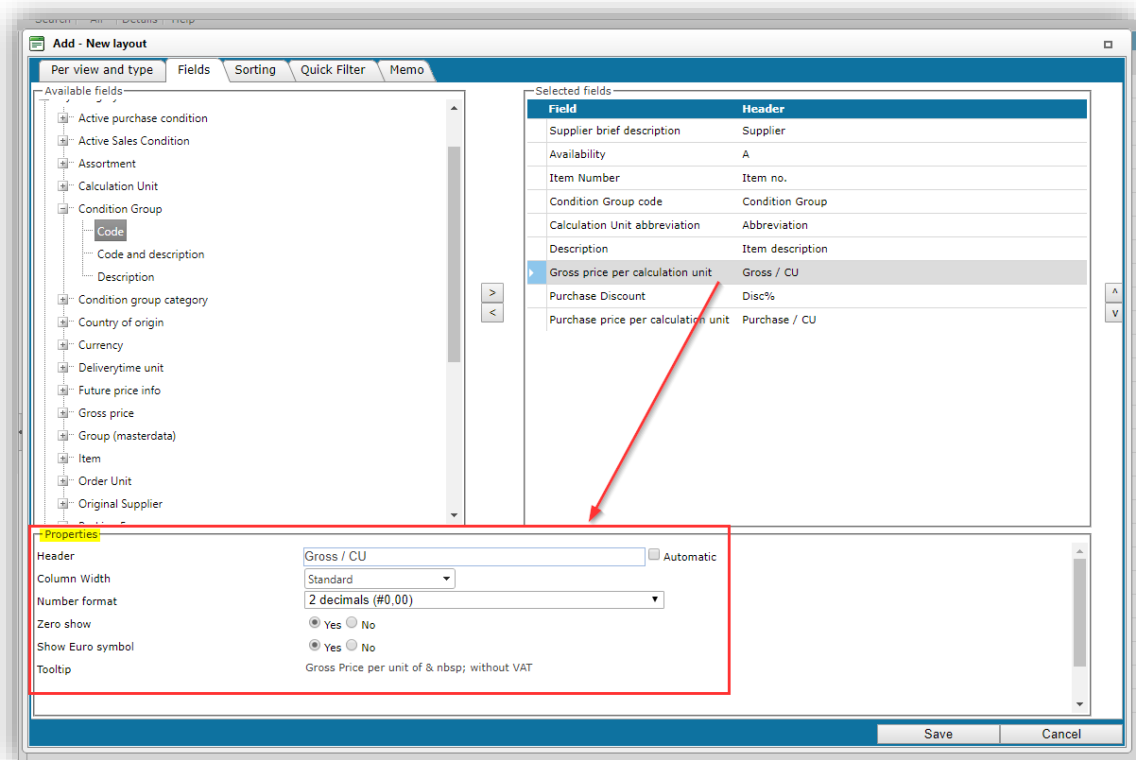 Search All Details Help
Add - New layout
Per view and type Fields Sorting Quick Filter Memo
Available fields
Active purchase condition
Active Sales Condition
Assortment
Calculation Unit
Condition Group
Code
Code and description
Description
Condition group category
Country of origin
Currency
Deliverytime unit
Future price info
Gross price
Group (masterdata)
Item
Order Unit
Original Supplier
>
<
Selected fields
Field Header
Supplier brief description Supplier
Availability A
Item Number Item no.
Condition Group code Condition Group
Calculation Unit abbreviation Abbreviation
Description Item description
Gross price per calculation unit Gross / CU
Purchase Discount Disc%
Purchase price per calculation unit Purchase / CU
^
v
Properties
Header Gross / CU Automatic
Column Width Standard
Number format 2 decimals (#0,00)
Zero show Yes No
Show Euro symbol Yes No
Tooltip Gross Price per unit of & nbsp; without VAT
Save Cancel